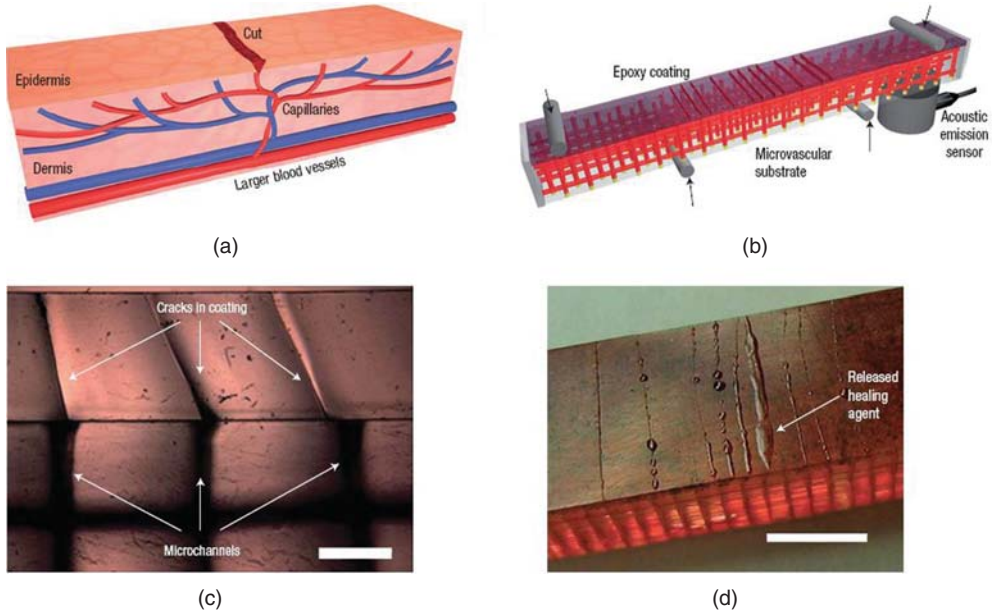 Cut
Epidermis
Capillaries
Dermis
Larger blood vessels
(a)
Epoxy coating
Microvascular
substrate
Acoustic
emission
sensor
(b)
Cracks in coating
Microchannels
(c)
Released
healing
agent
(d)